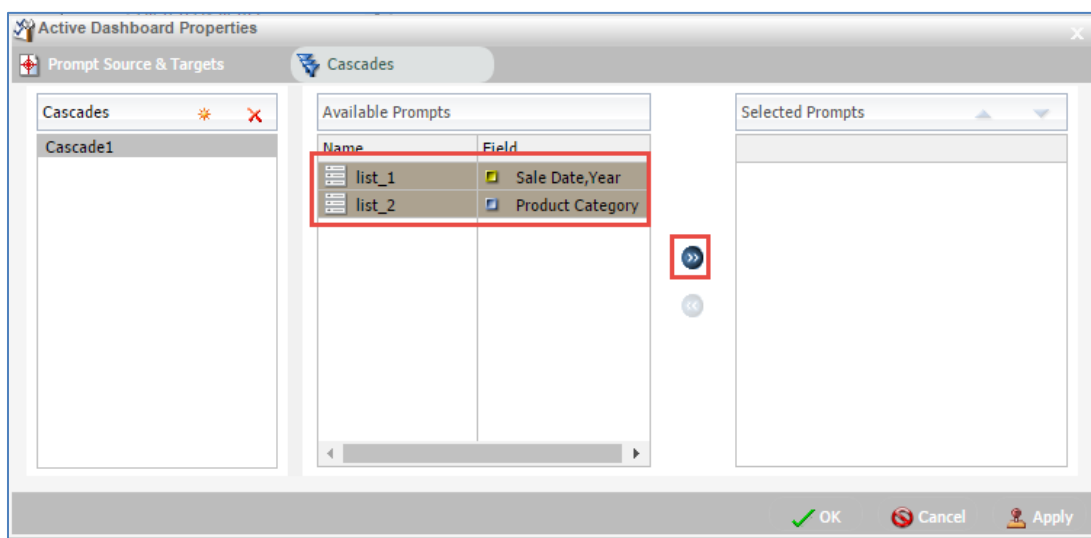 Active Dashboard Properties
Prompt Source & Targets
Cascades
Cascades
Available Prompts
Selected Prompts
Cascade1
Name Field
list_1 Sale Date,Year
list_2 Product Category
OK Cancel Apply